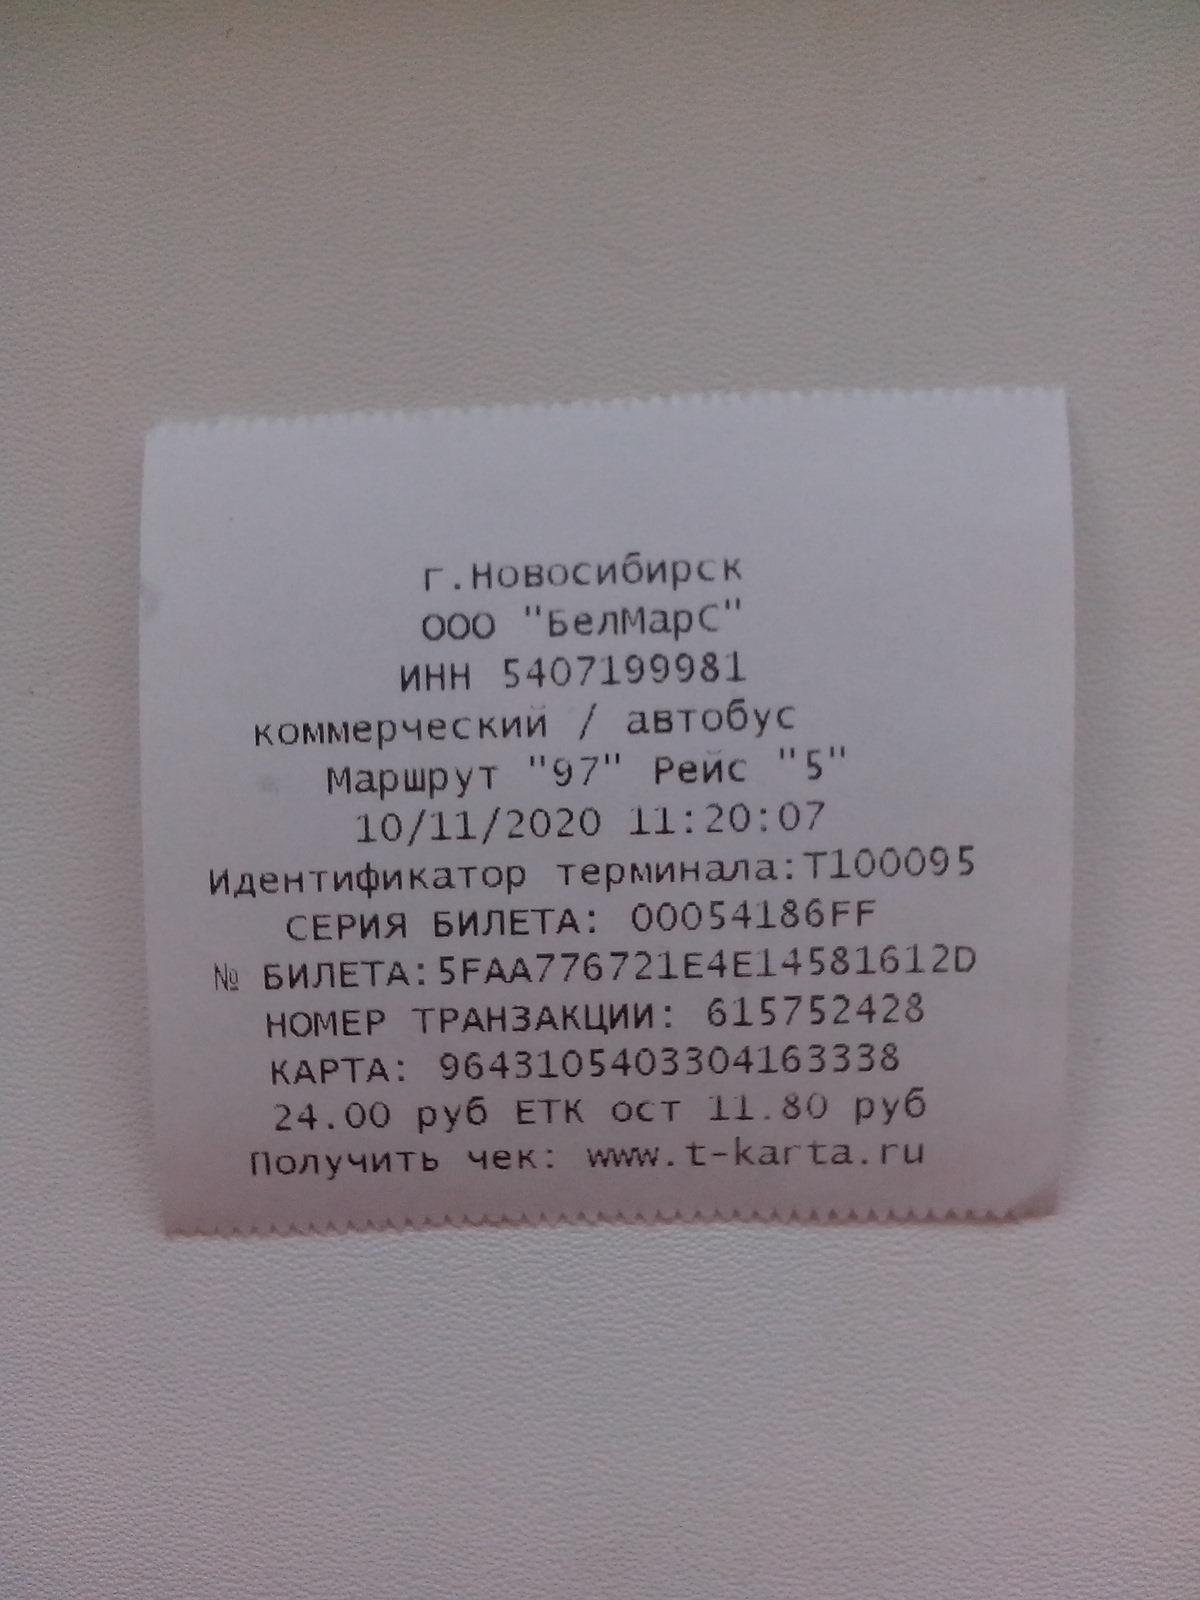 г.Новосибирск
ООО "БелМарС"
ИНН 5407199981
коммерческий / автобус
Маршрут "97" Рейс "5"
10/11/2020 11:20:07
Идентификатор терминала:T100095
СЕРИЯ БИЛЕТА: 00054186FF
№ БИЛЕТА:5FAA776721E4E14581612D
НОМЕР ТРАНЗАКЦИИ: 615752428
КАРТА: 9643105403304163338
24.00 руб ЕТК ост 11.80 руб
Получить чек: www.t-karta.ru